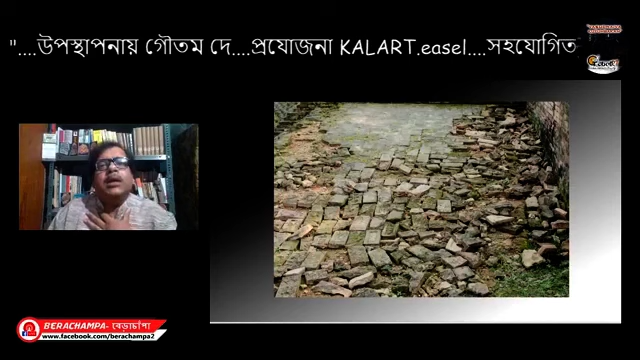 "....উপস্থাপনায় গৌতম দে....প্রযোজনা KALART.easel....সহযোগিত
BERACHAMPA- বেড়াচাঁপা
www.facebook.com/berachampa2